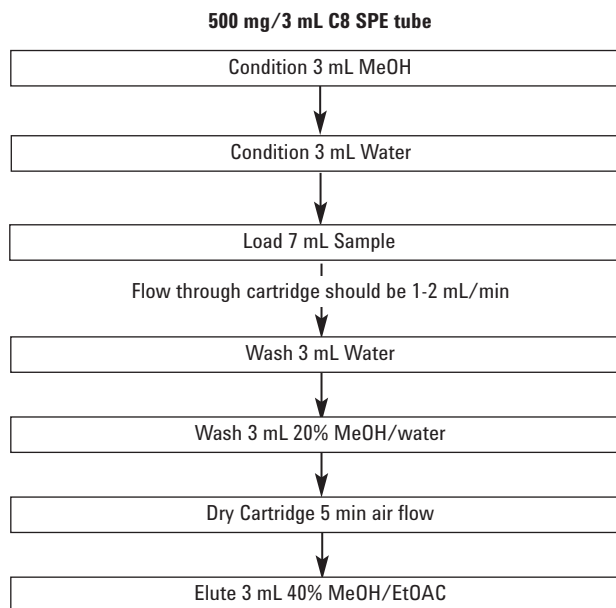 500 mg/3 mL C8 SPE tube
Condition 3 mL MeOH
Condition 3 mL Water
Load 7 mL Sample
Flow through cartridge should be 1-2 mL/min
Wash 3 mL Water
Wash 3 mL 20% MeOH/water
Dry Cartridge 5 min air flow
Elute 3 mL 40% MeOH/EtOAC